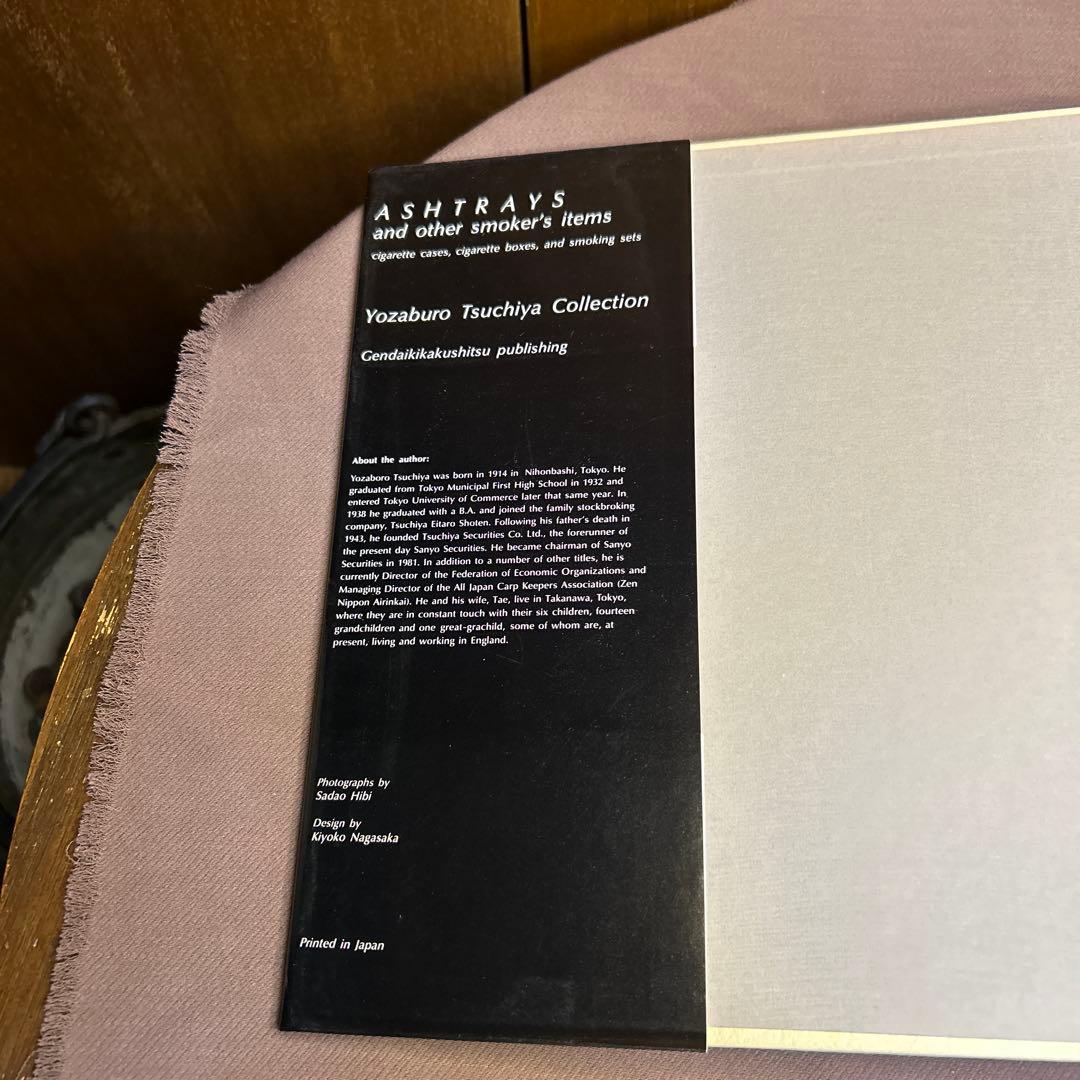 ASHTRAYS
and other smoker's items
cigarette cases, cigarette boxes, and smoking sets
Yozaburo Tsuchiya Collection
Gendaikikakushitsu publishing
About the author:
Yozaboro Tsuchiya was born in 1914 in Nihonbashi, Tokyo. He
graduated from Tokyo Municipal First High School in 1932 and
entered Tokyo University of Commerce later that same year. In
1938 he graduated with a B.A. and joined the family stockbroking
company, Tsuchiya Eitaro Shoten. Following his father's death in
1943, he founded Tsuchiya Securities Co. Ltd., the forerunner of
the present day Sanyo Securities. He became chairman of Sanyo
Securities in 1981. In addition to a number of other titles, he is
currently Director of the Federation of Economic Organizations and
Managing Director of the All Japan Carp Keepers Association (Zen
Nippon Airinkai). He and his wife, Tae, live in Takanawa, Tokyo,
where they are in constant touch with their six children, fourteen
grandchildren and one great-grachild, some of whom are, at
present, living and working in England.
Photographs by
Sadao Hibi
Design by
Kiyoko Nagasaka
Printed in Japan